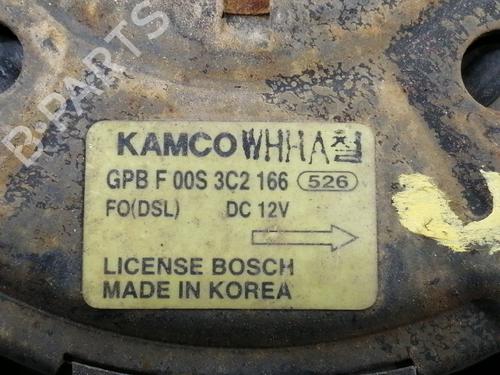 B-PARTS
KAMCO WHHA철
GPB F 00S 3C2 166 526
FO(DSL) DC 12V
LICENSE BOSCH
MADE IN KOREA